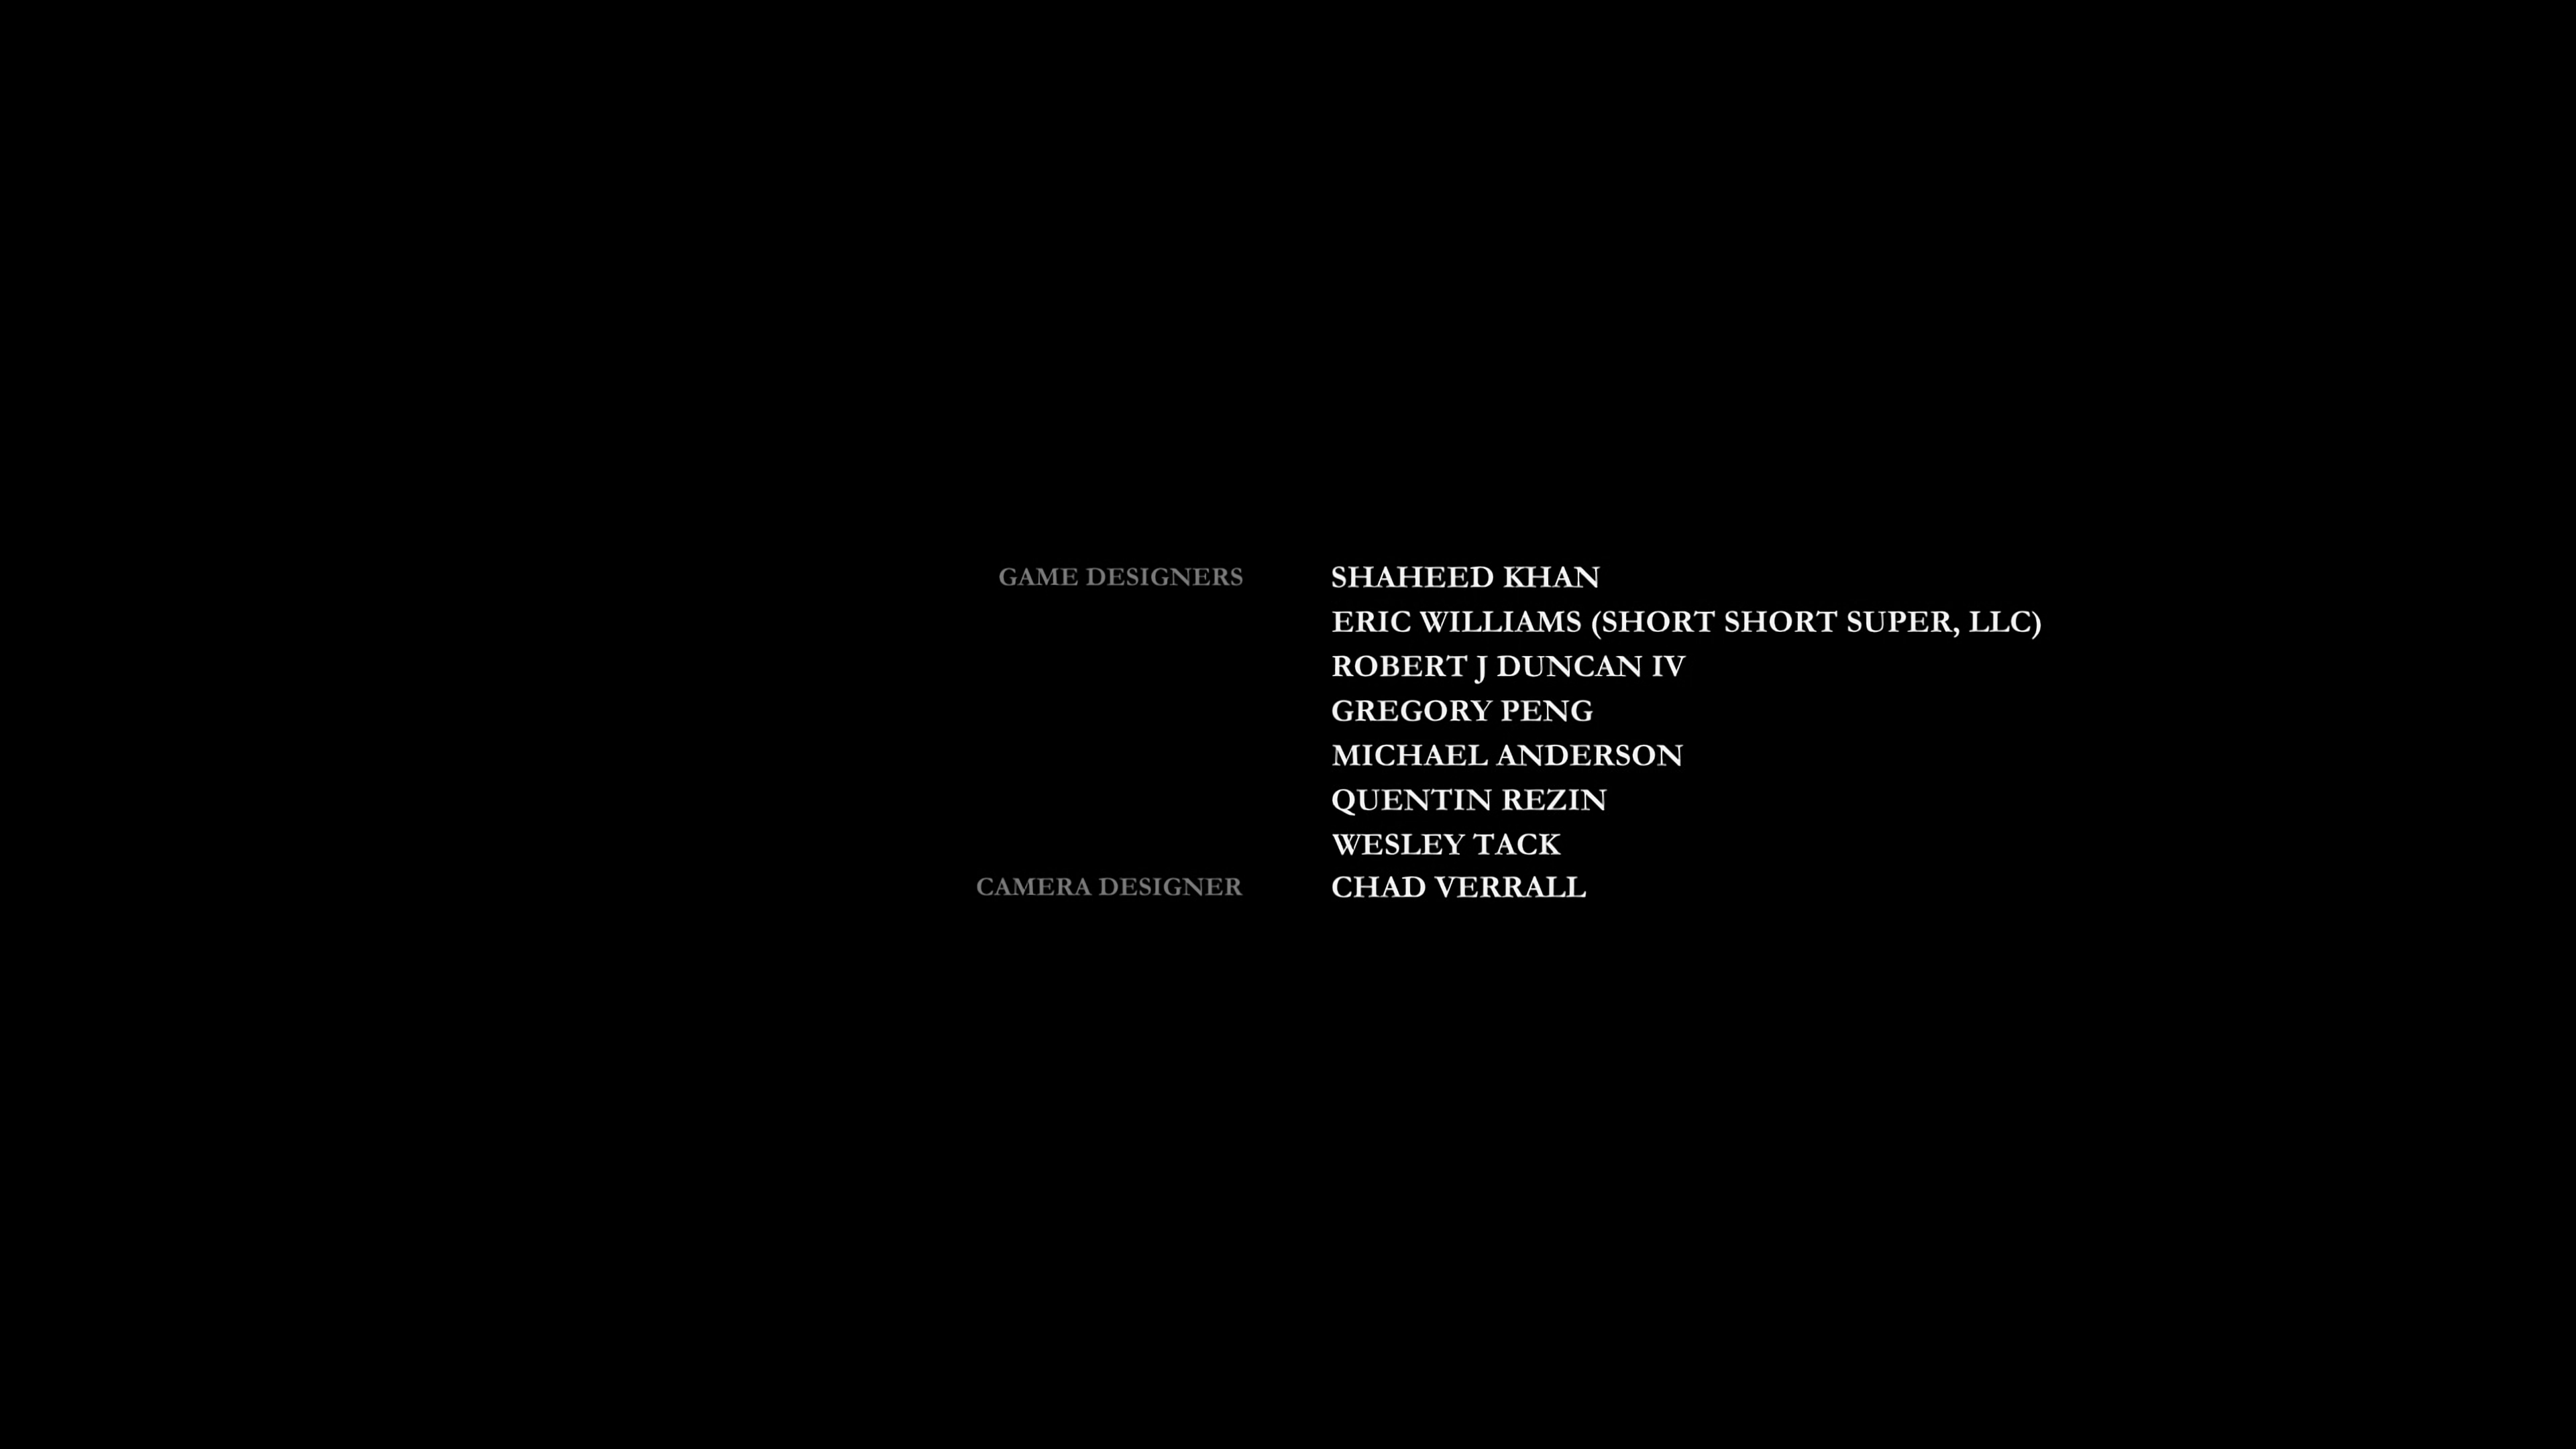 GAME DESIGNERS SHAHEED KHAN
ERIC WILLIAMS (SHORT SHORT SUPER, LLC)
ROBERT J DUNCAN IV
GREGORY PENG
MICHAEL ANDERSON
QUENTIN REZIN
WESLEY TACK
CAMERA DESIGNER CHAD VERRALL